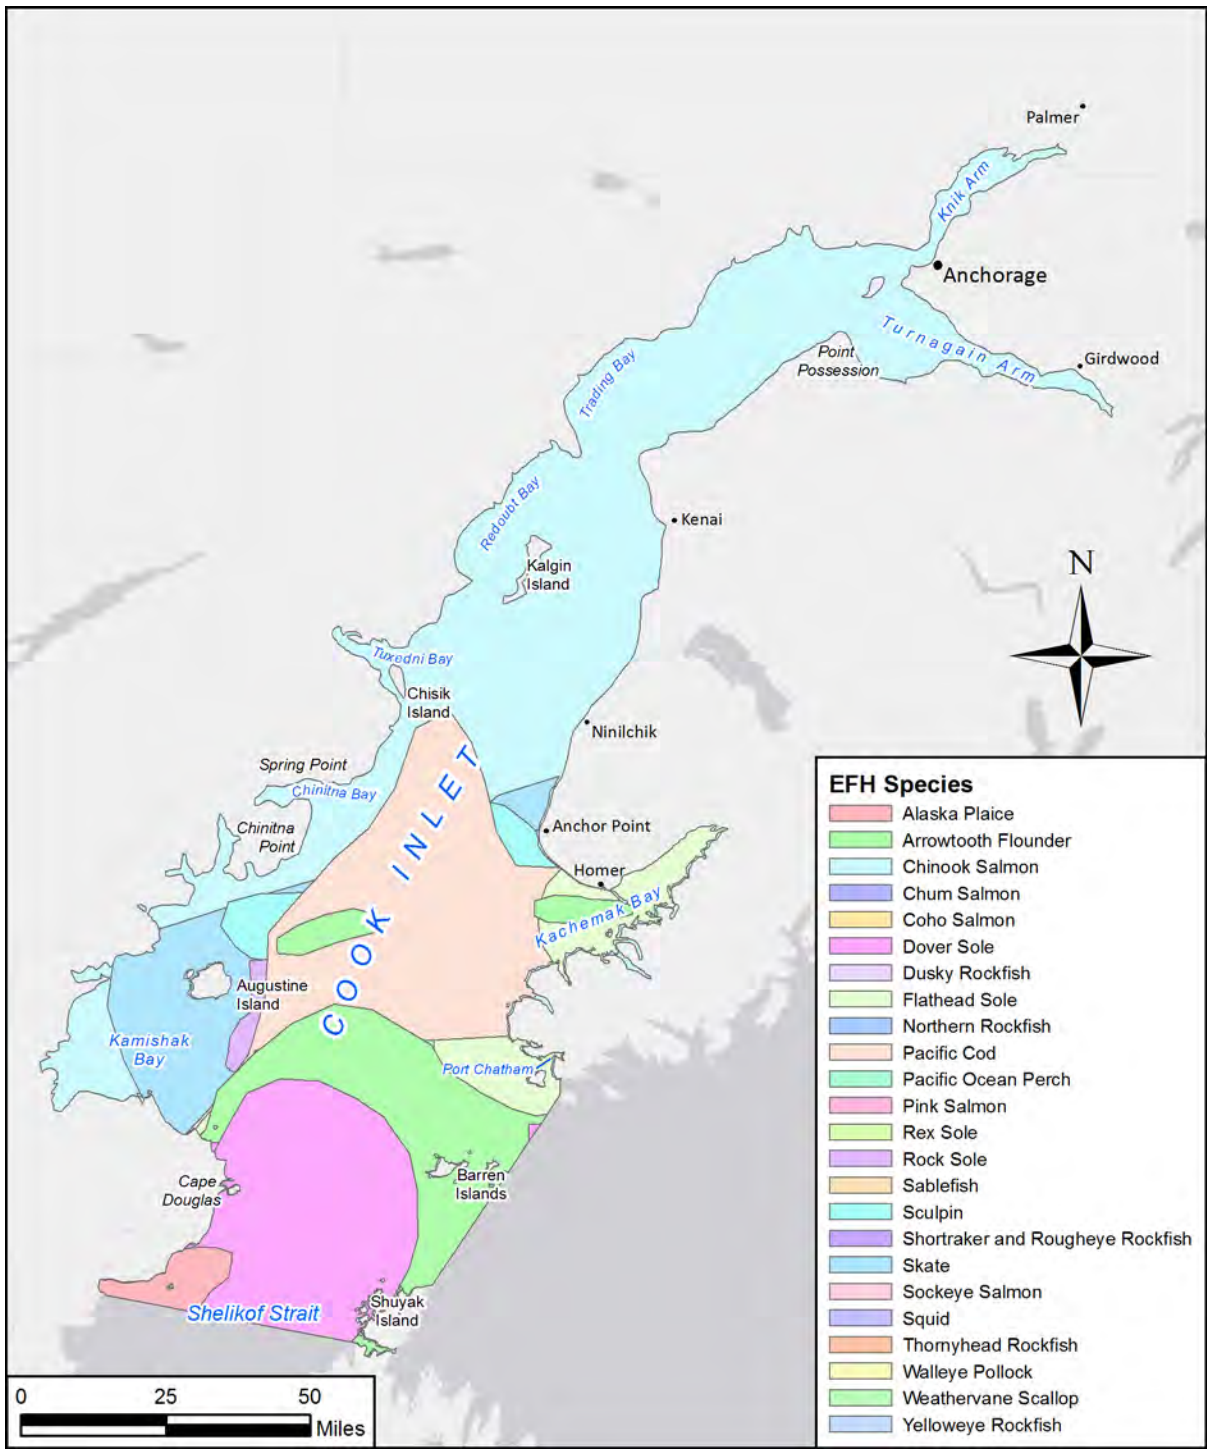 Palmer
Knik Arm
Anchorage
Turnagain Arm
Girdwood
Point
Possession
Trading Bay
Redoubt Bay
Kenai
Kalgin
Island
N
Tuxedni Bay
Chisik
Island
Ninilchik
Spring Point
Chinitna Bay
Chinitna
Point
COOK INLET
Anchor Point
Homer
Kachemak Bay
Augustine
Island
Kamishak
Bay
Port Chatham
Cape
Douglas
Barren
Islands
Shelikof Strait
Shuyak
Island
0 25 50
Miles
EFH Species
Alaska Plaice
Arrowtooth Flounder
Chinook Salmon
Chum Salmon
Coho Salmon
Dover Sole
Dusky Rockfish
Flathead Sole
Northern Rockfish
Pacific Cod
Pacific Ocean Perch
Pink Salmon
Rex Sole
Rock Sole
Sablefish
Sculpin
Shortraker and Rougheye Rockfish
Skate
Sockeye Salmon
Squid
Thornyhead Rockfish
Walleye Pollock
Weathervane Scallop
Yelloweye Rockfish